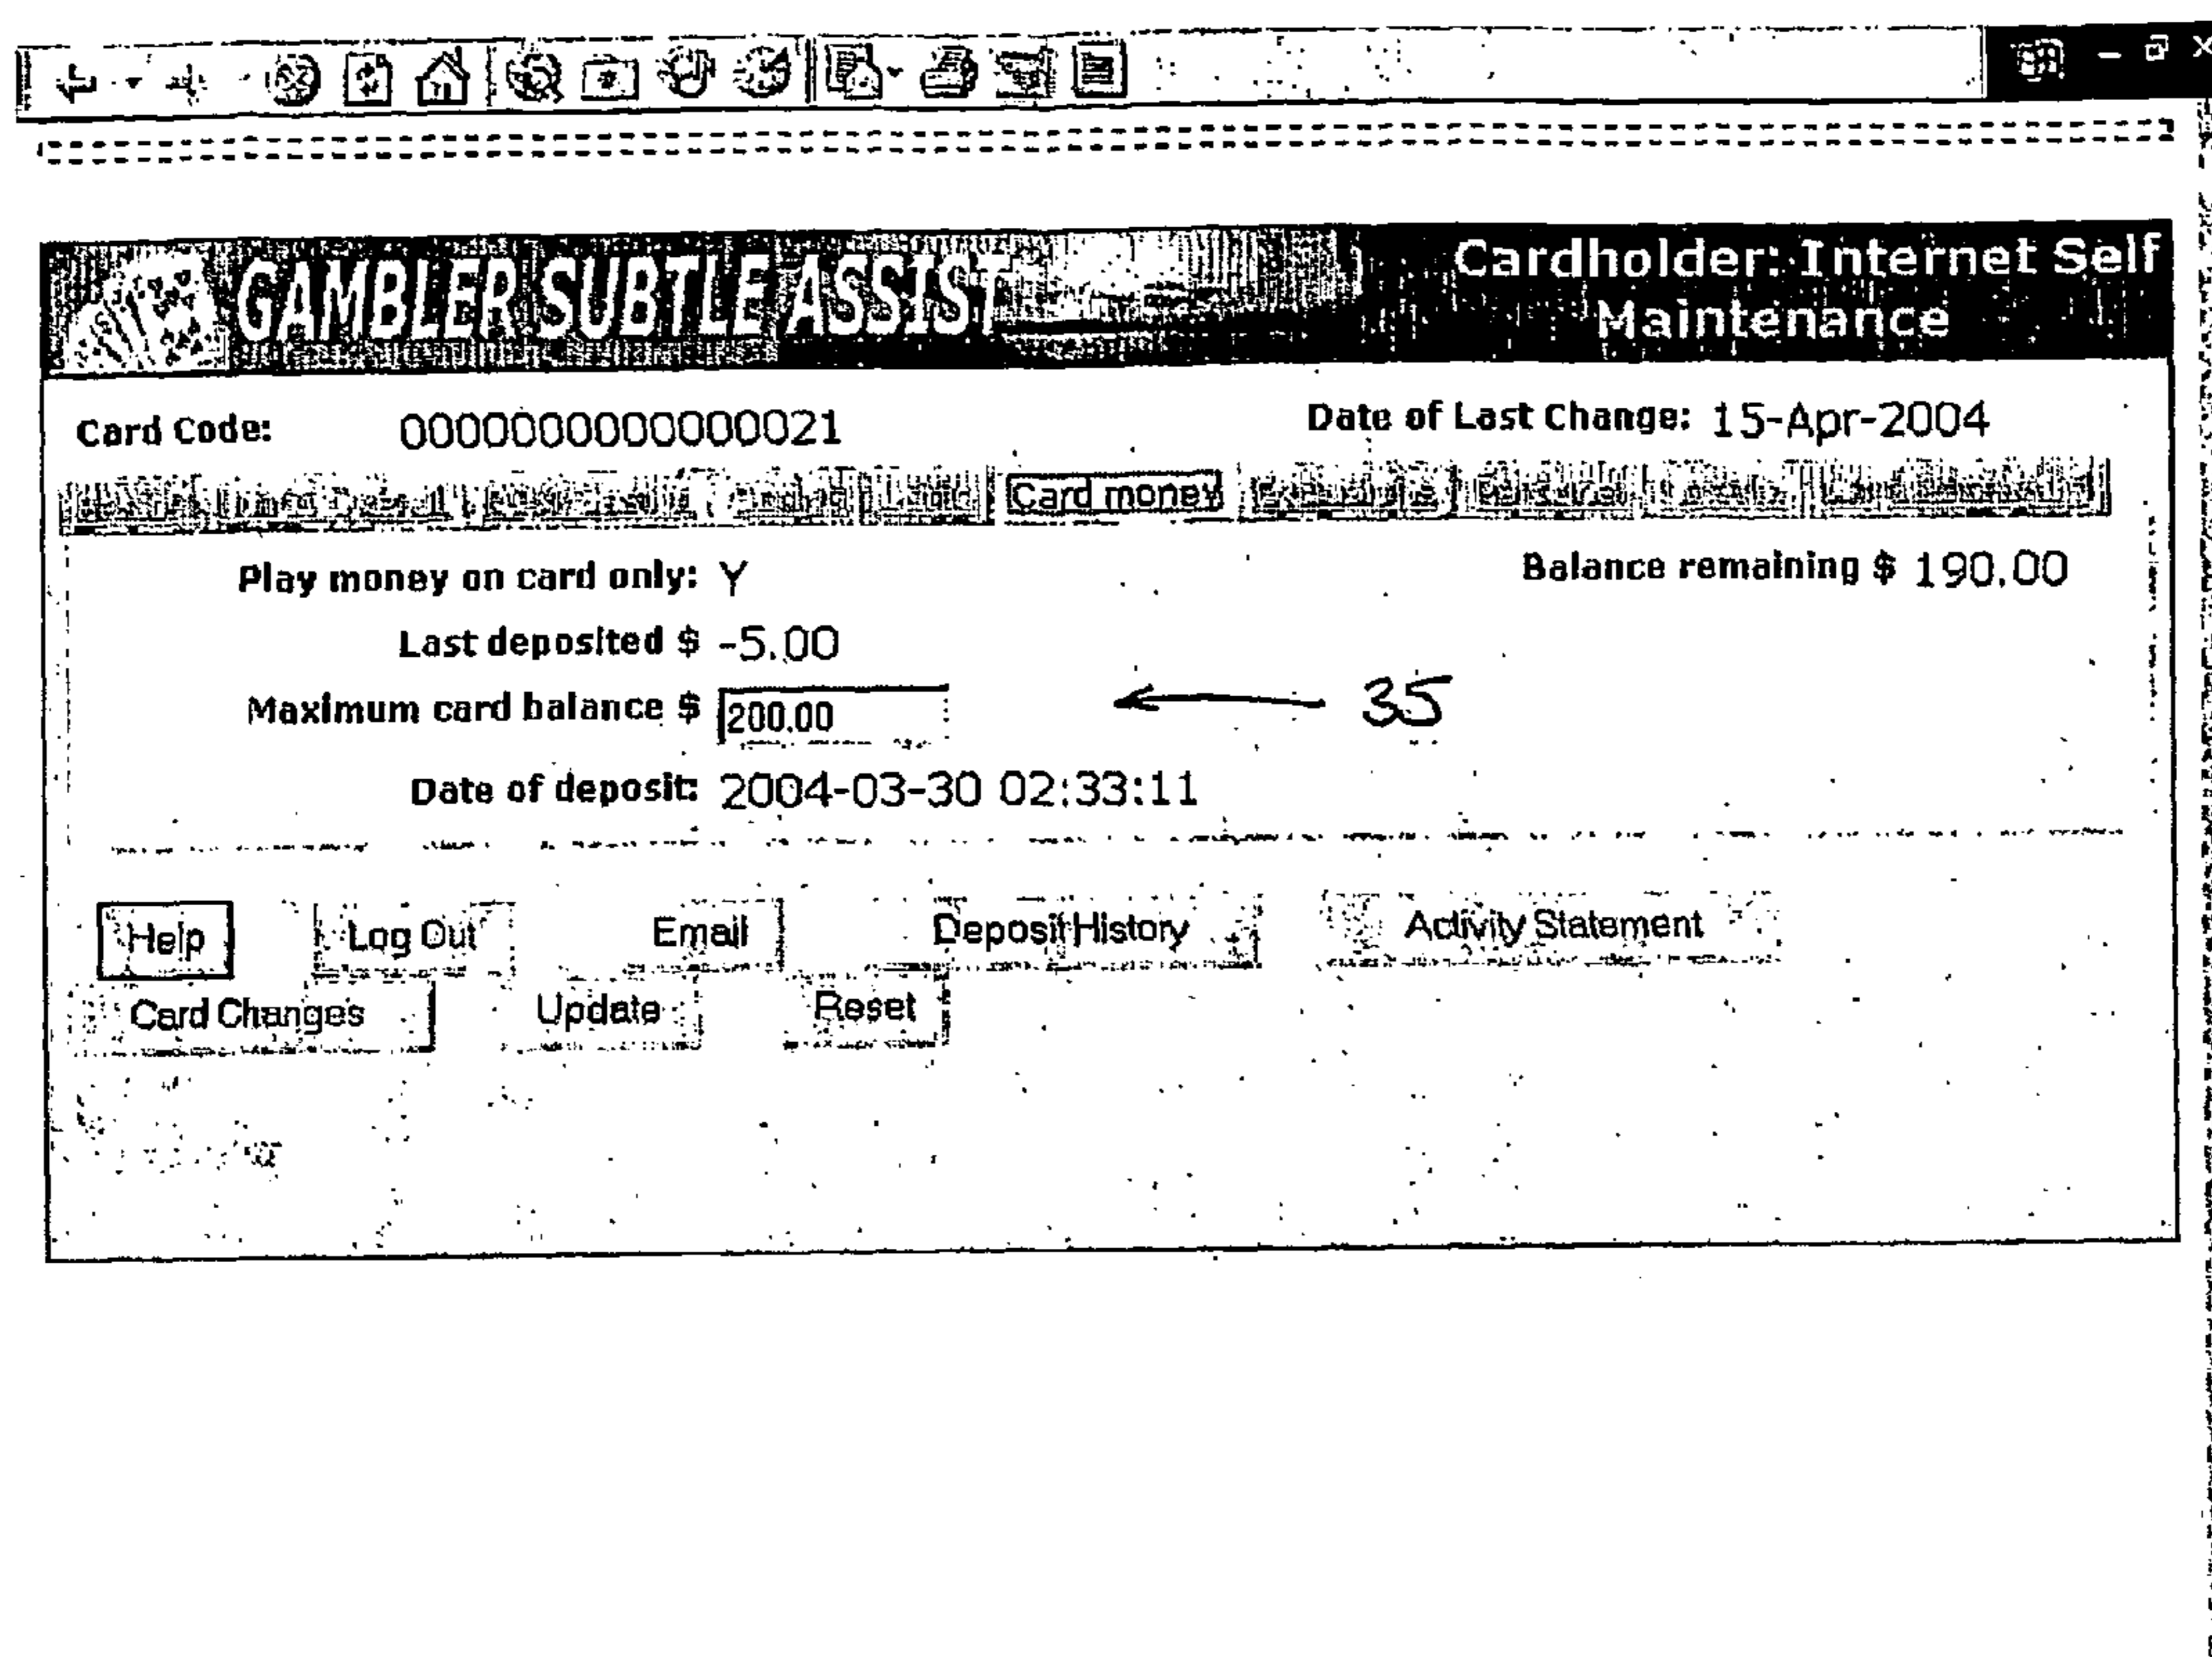 GAMBLER SUBTLE ASSIST
Cardholder: Internet Self
Maintenance
Card Code: 0000000000000021
Date of Last Change: 15-Apr-2004
Card money
Play money on card only: Y
Balance remaining $ 190.00
Last deposited $ -5.00
Maximum card balance $ 200.00
35
Date of deposit: 2004-03-30 02:33:11
Help Log Out Email Deposit History Activity Statement
Card Changes Update Reset